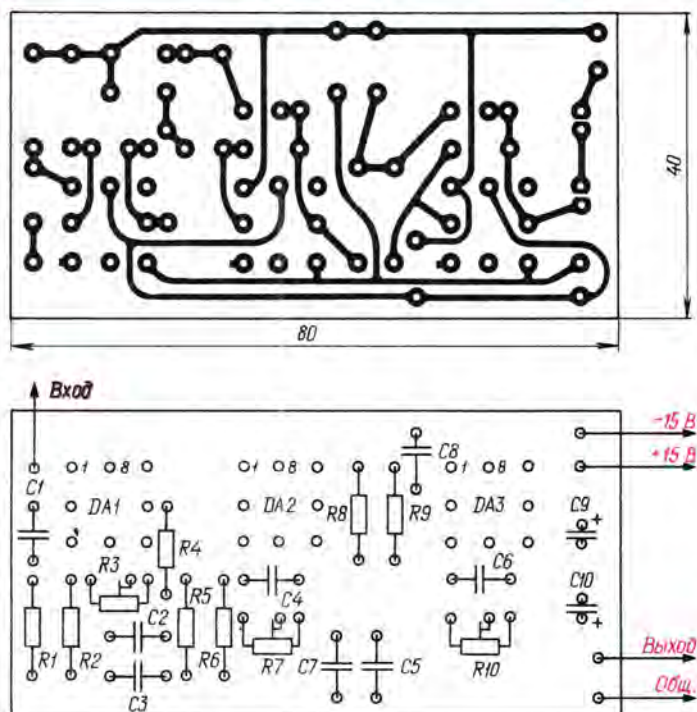 40
80
Вход
-15 В
+15 В
C1
1 8
DA1
R3
R4
1 8
DA2
R8
R9
C8
1 8
DA3
C9
+
C6
C4
C10
+
R1
R2
C2
C3
R5
R6
R7
C7
C5
R10
Выход
Общ.